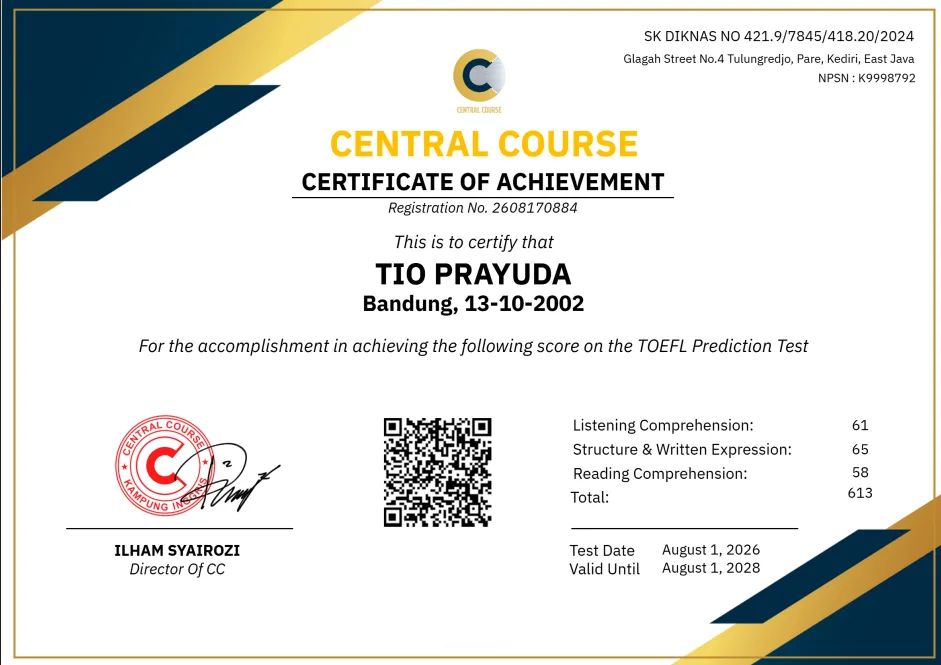 SK DIKNAS NO 421.9/7845/418.20/2024
Glagah Street No.4 Tulungredjo, Pare, Kediri, East Java
NPSN : K9998792
CENTRAL COURSE
CENTRAL COURSE
CERTIFICATE OF ACHIEVEMENT
Registration No. 2608170884
This is to certify that
TIO PRAYUDA
Bandung, 13-10-2002
For the accomplishment in achieving the following score on the TOEFL Prediction Test
CENTRAL COURSE
KAMPUNG INGGRIS
Listening Comprehension: 61
Structure & Written Expression: 65
Reading Comprehension: 58
Total: 613
ILHAM SYAIROZI
Director Of CC
Test Date August 1, 2026
Valid Until August 1, 2028